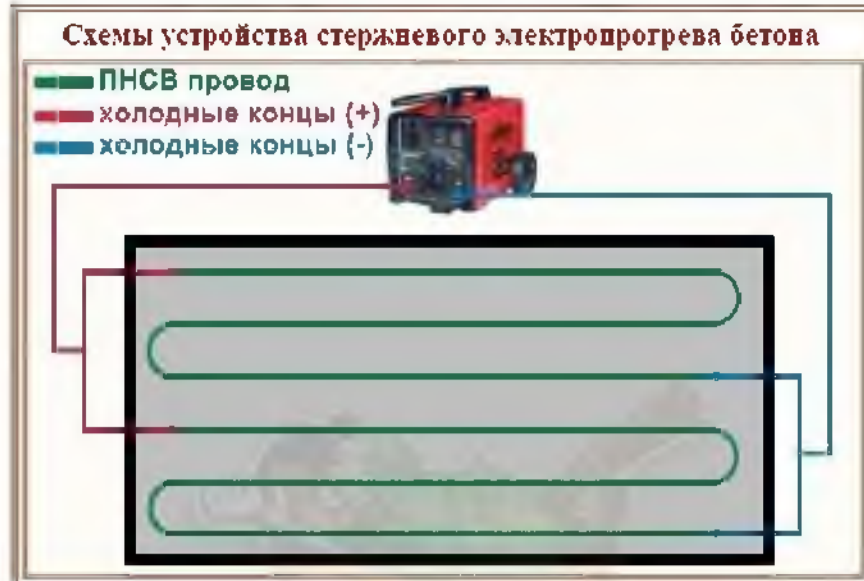 Схемы устройства стержневого электропрогрева бетона
ПНСВ провод
холодные концы (+)
холодные концы (-)